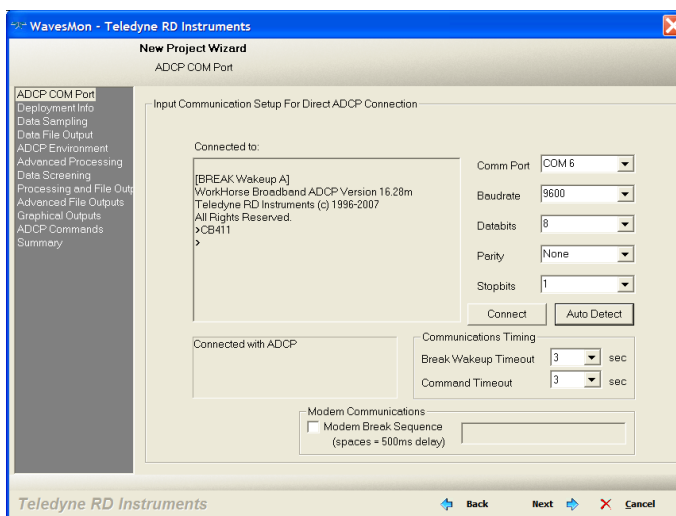 WavesMon - Teledyne RD Instruments
New Project Wizard
ADCP COM Port
ADCP COM Port
Deployment Info
Data Sampling
Data File Output
ADCP Environment
Advanced Processing
Data Screening
Processing and File Outp
Advanced File Outputs
Graphical Outputs
ADCP Commands
Summary
Input Communication Setup For Direct ADCP Connection
Connected to:
[BREAK Wakeup A]
WorkHorse Broadband ADCP Version 16.28m
Teledyne RD Instruments (c) 1996-2007
All Rights Reserved.
>CB411
>
Comm Port COM 6
Baudrate 9600
Databits 8
Parity None
Stopbits 1
Connect Auto Detect
Connected with ADCP
Communications Timing
Break Wakeup Timeout 3 sec
Command Timeout 3 sec
Modem Communications
Modem Break Sequence
(spaces = 500ms delay)
Teledyne RD Instruments
Back Next Cancel